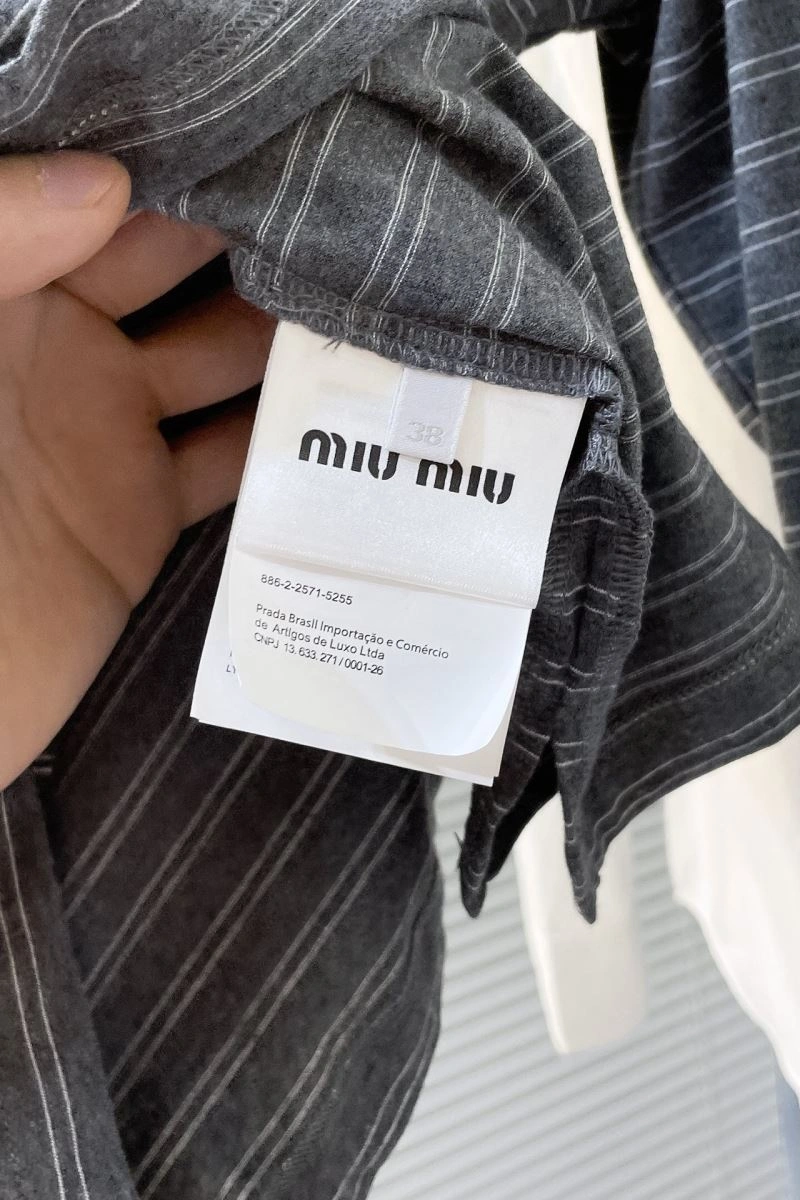 38
miu miu
886-2-2571-5255
Prada Brasil Importação e Comércio
de Artigos de Luxo Ltda
CNPJ 13.633.271/0001-26